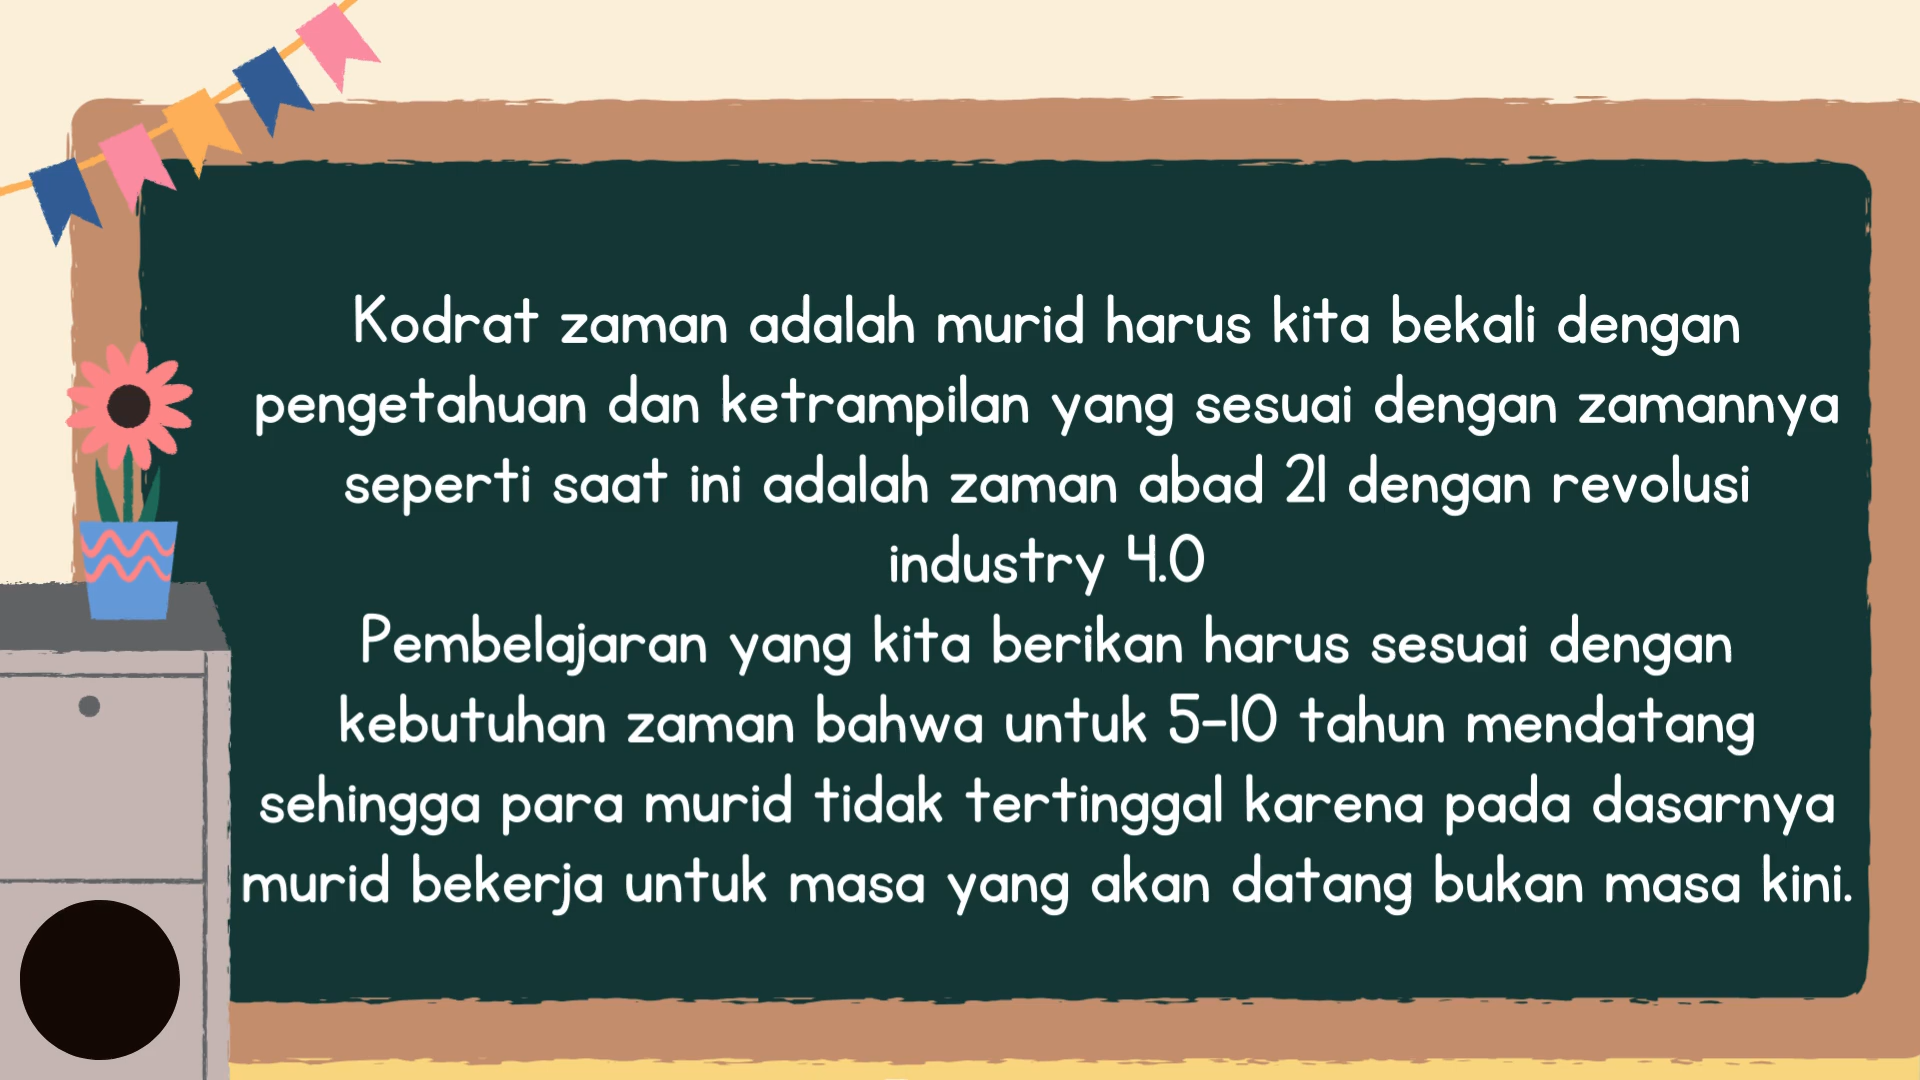 Kodrat zaman adalah murid harus kita bekali dengan
pengetahuan dan ketrampilan yang sesuai dengan zamannya
seperti saat ini adalah zaman abad 21 dengan revolusi
industry 4.0
Pembelajaran yang kita berikan harus sesuai dengan
kebutuhan zaman bahwa untuk 5-10 tahun mendatang
sehingga para murid tidak tertinggal karena pada dasarnya
murid bekerja untuk masa yang akan datang bukan masa kini.